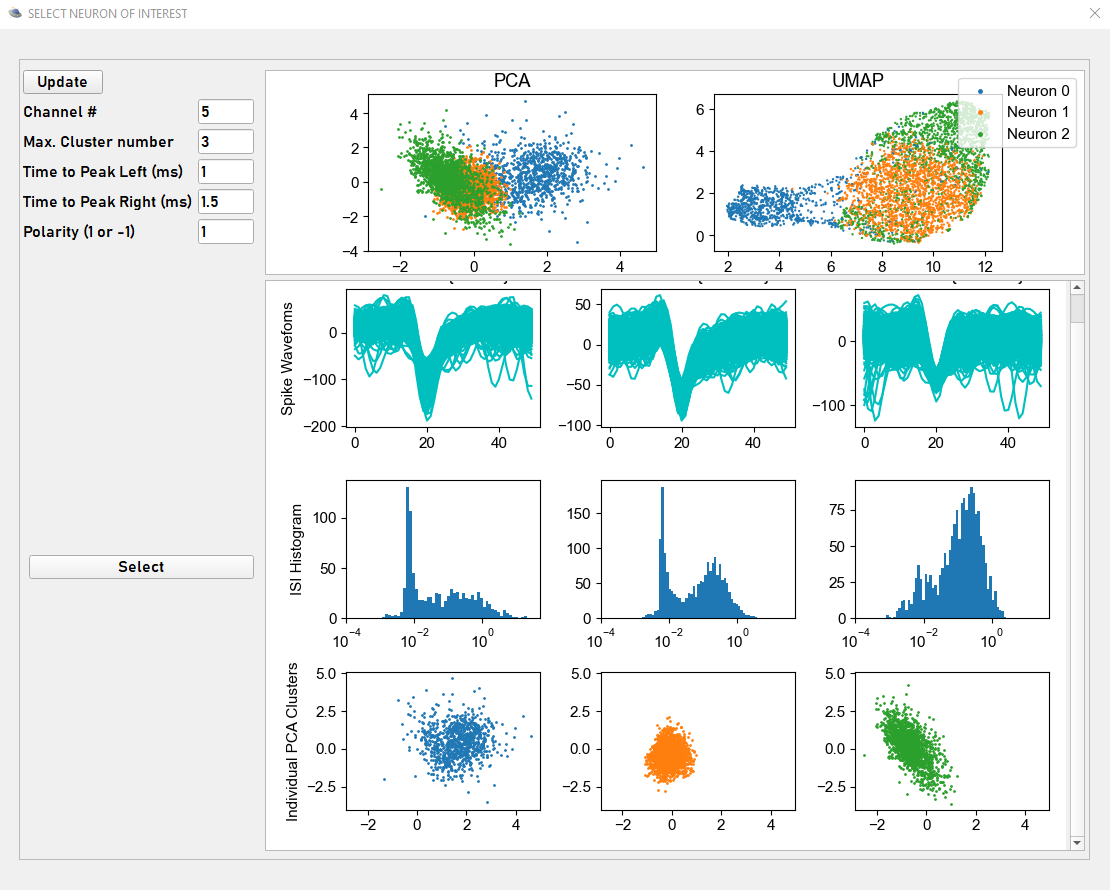 SELECT NEURON OF INTEREST
Update
Channel # 5
Max. Cluster number 3
Time to Peak Left (ms) 1
Time to Peak Right (ms) 1.5
Polarity (1 or -1) 1
Select
PCA
4
2
0
−2
−4
−2 0 2 4
UMAP
6
4
2
0
2 4 6 8 10 12
Neuron 0
Neuron 1
Neuron 2
Spike Wavefoms
0
−100
−200
0 20 40
50
0
−50
−100
0 20 40
0
−100
0 20 40
ISI Histogram
100
50
0
10⁻⁴ 10⁻² 10⁰
150
100
50
0
10⁻⁴ 10⁻² 10⁰
75
50
25
0
10⁻⁴ 10⁻² 10⁰
Individual PCA Clusters
5.0
2.5
0.0
−2.5
−2 0 2 4
5.0
2.5
0.0
−2.5
−2 0 2 4
5.0
2.5
0.0
−2.5
−2 0 2 4